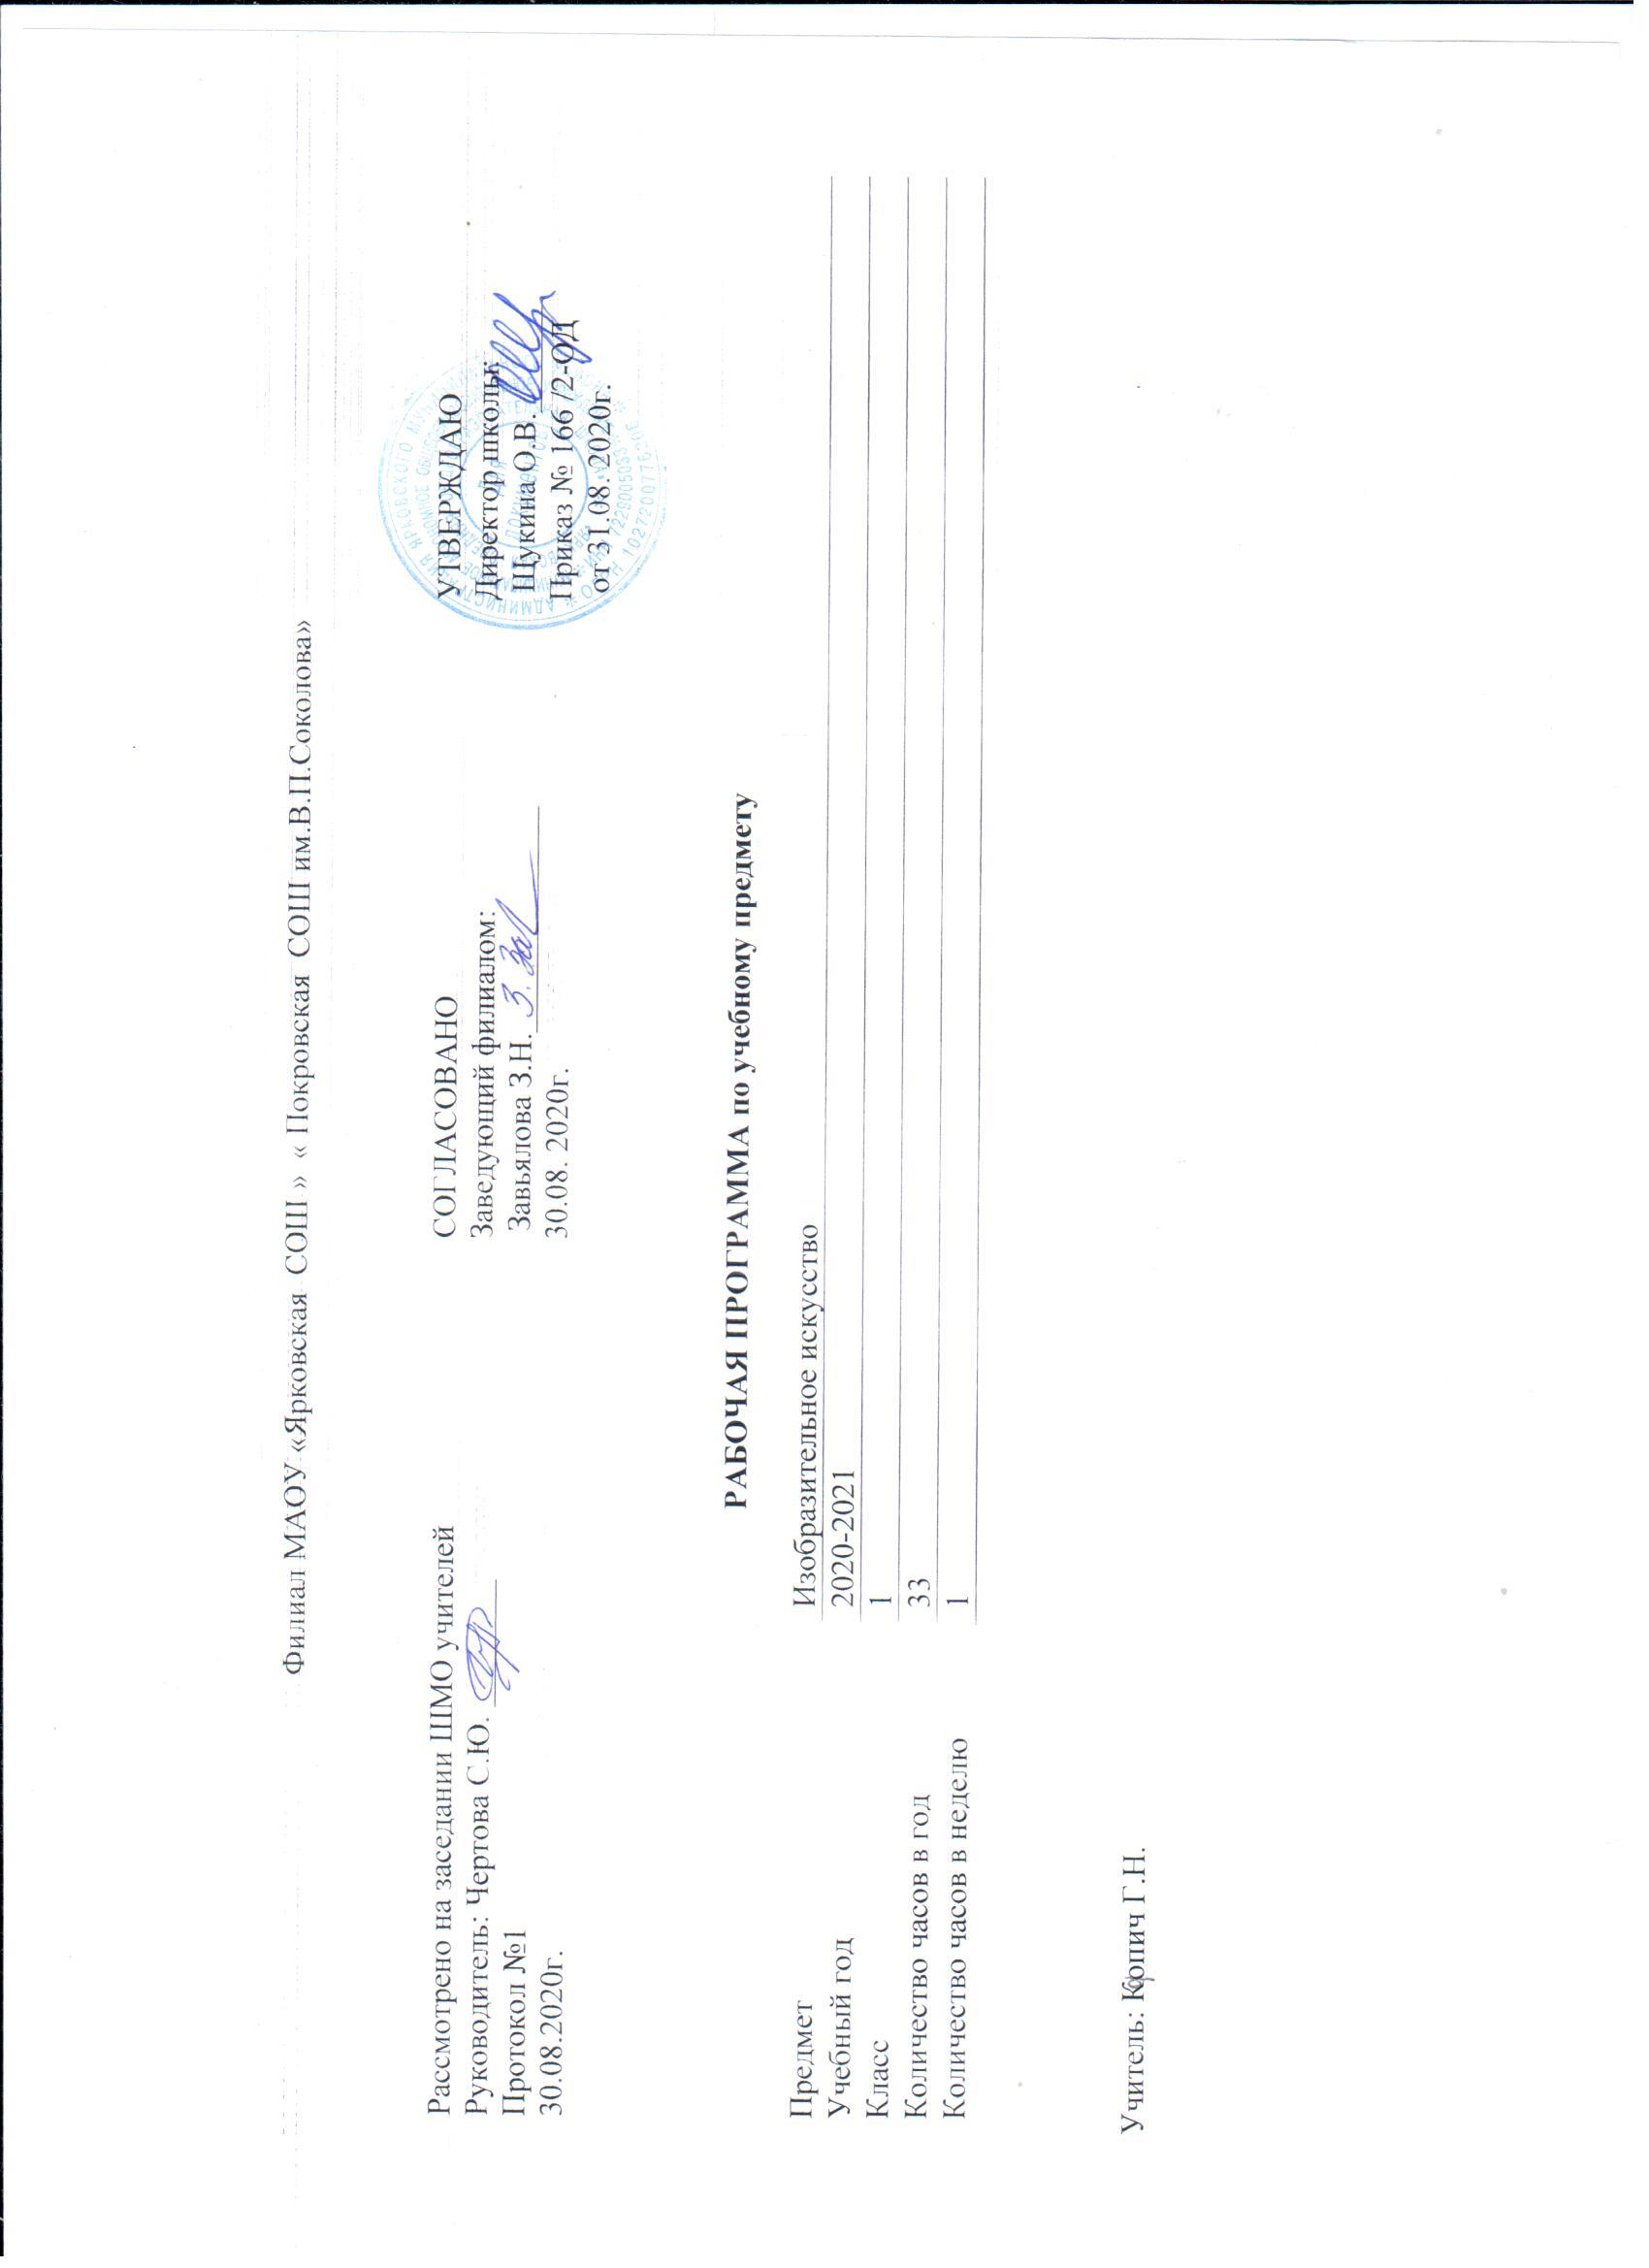 Филиал МАОУ «Ярковская СОШ » « Покровская СОШ им.В.П.Соколова»
Рассмотрено на заседании ШМО учителей
Руководитель: Чертова С.Ю.
Протокол №1
30.08.2020г.
СОГЛАСОВАНО
Заведующий филиалом:
Завьялова З.Н. З. Зав
30.08. 2020г.
УТВЕРЖДАЮ
Директор школы:
Щукина О.В.
Приказ № 166 /2-ОД
от 31.08. 2020г.
РАБОЧАЯ ПРОГРАММА по учебному предмету
Предмет Изобразительное искусство
Учебный год 2020-2021
Класс 1
Количество часов в год 33
Количество часов в неделю 1
Учитель: Копич Г.Н.